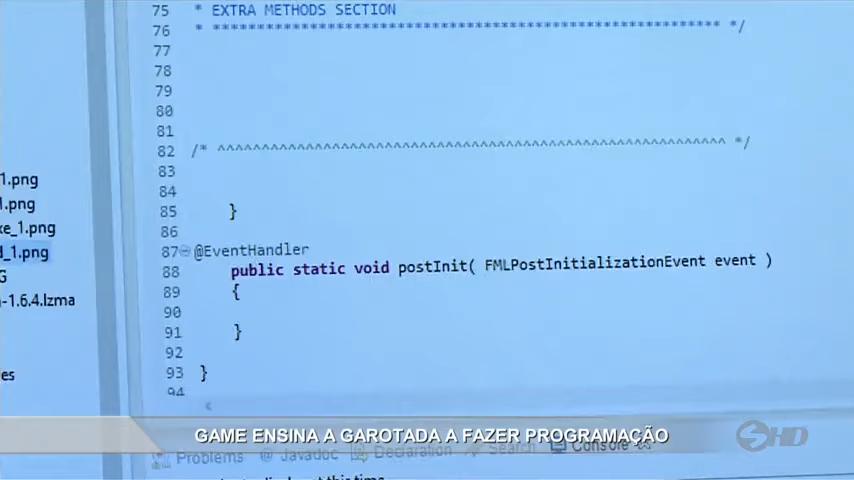 75 * EXTRA METHODS SECTION
76 * ********************************************************* */
77
78
79
80
81
82 /* ^^^^^^^^^^^^^^^^^^^^^^^^^^^^^^^^^^^^^^^^^^^^^^^^^^^^^^^^^ */
83
84
85 }
86
87 @EventHandler
88 public static void postInit( FMLPostInitializationEvent event )
89 {
90
91 }
92
93 }
94
1.png
1.png
xe_1.png
d_1.png
G
-1.6.4.lzma
es
GAME ENSINA A GAROTADA A FAZER PROGRAMAÇÃO
HD
Problems @ Javadoc Declaration Search Console